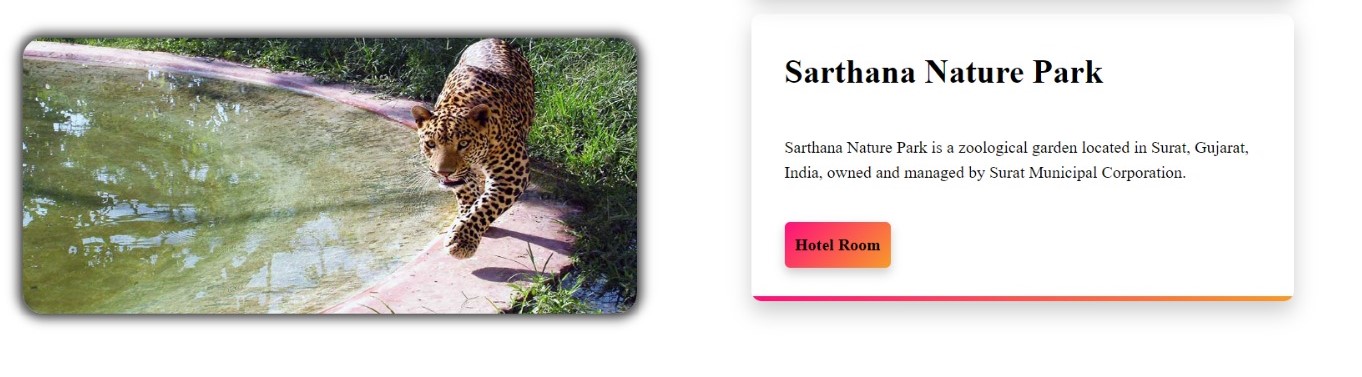 Sarthana Nature Park
Sarthana Nature Park is a zoological garden located in Surat, Gujarat,
India, owned and managed by Surat Municipal Corporation.
Hotel Room